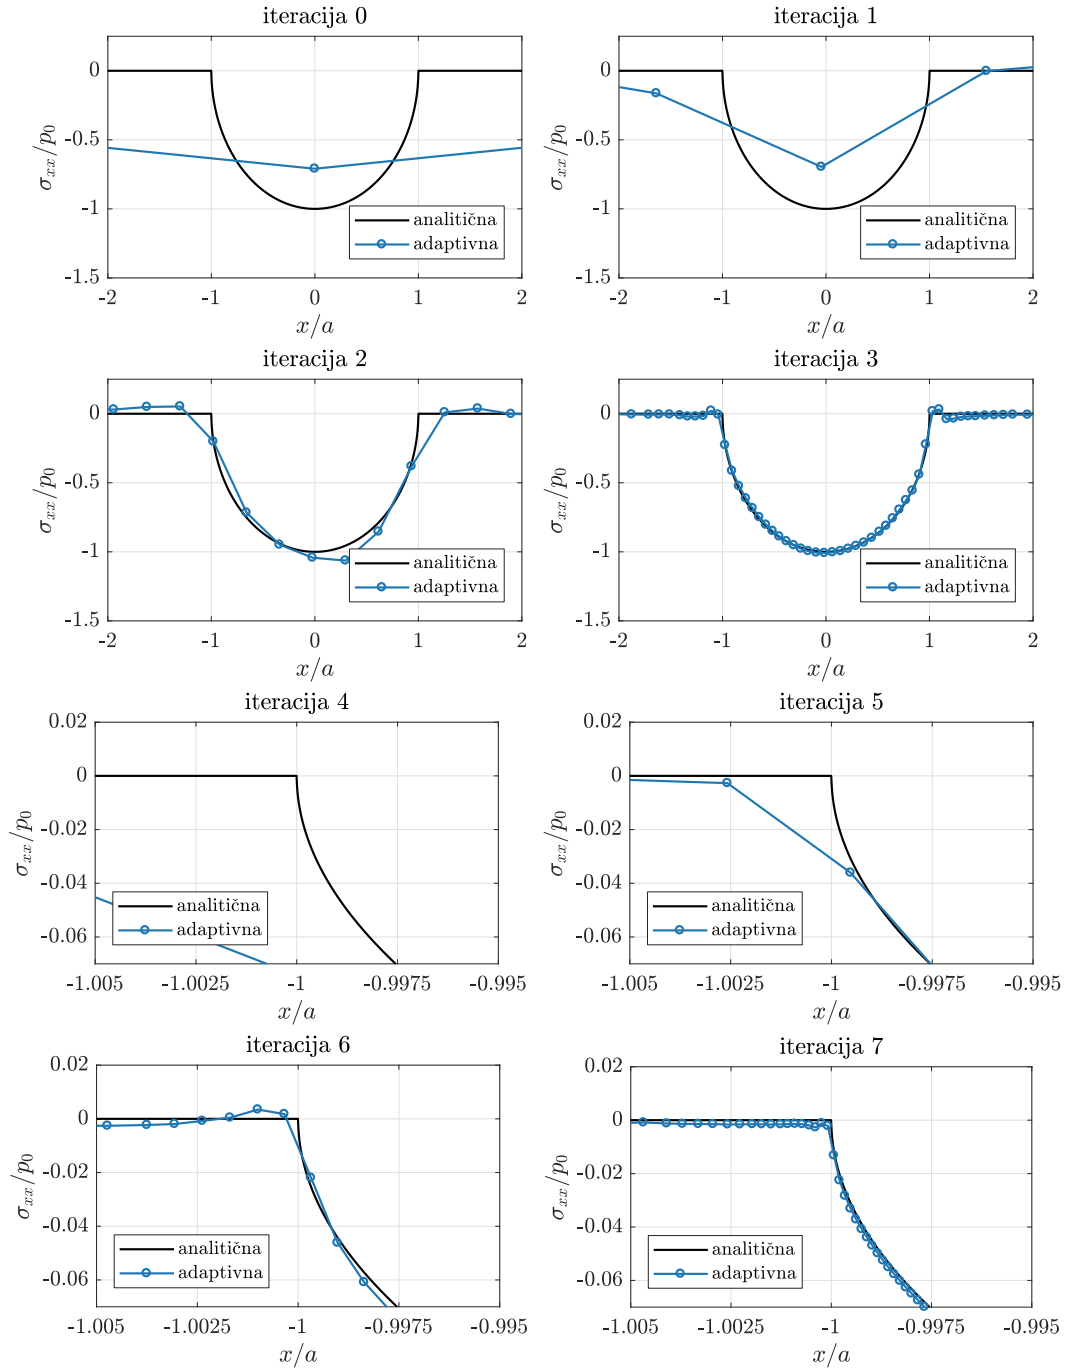 iteracija 0
0
-0.5
-1
-1.5
σxx/p0
-2 -1 0 1 2
x/a
analitična
adaptivna
iteracija 1
0
-0.5
-1
-1.5
σxx/p0
-2 -1 0 1 2
x/a
analitična
adaptivna
iteracija 2
0
-0.5
-1
-1.5
σxx/p0
-2 -1 0 1 2
x/a
analitična
adaptivna
iteracija 3
0
-0.5
-1
-1.5
σxx/p0
-2 -1 0 1 2
x/a
analitična
adaptivna
iteracija 4
0.02
0
-0.02
-0.04
-0.06
σxx/p0
-1.005 -1.0025 -1 -0.9975 -0.995
x/a
analitična
adaptivna
iteracija 5
0.02
0
-0.02
-0.04
-0.06
σxx/p0
-1.005 -1.0025 -1 -0.9975 -0.995
x/a
analitična
adaptivna
iteracija 6
0.02
0
-0.02
-0.04
-0.06
σxx/p0
-1.005 -1.0025 -1 -0.9975 -0.995
x/a
analitična
adaptivna
iteracija 7
0.02
0
-0.02
-0.04
-0.06
σxx/p0
-1.005 -1.0025 -1 -0.9975 -0.995
x/a
analitična
adaptivna